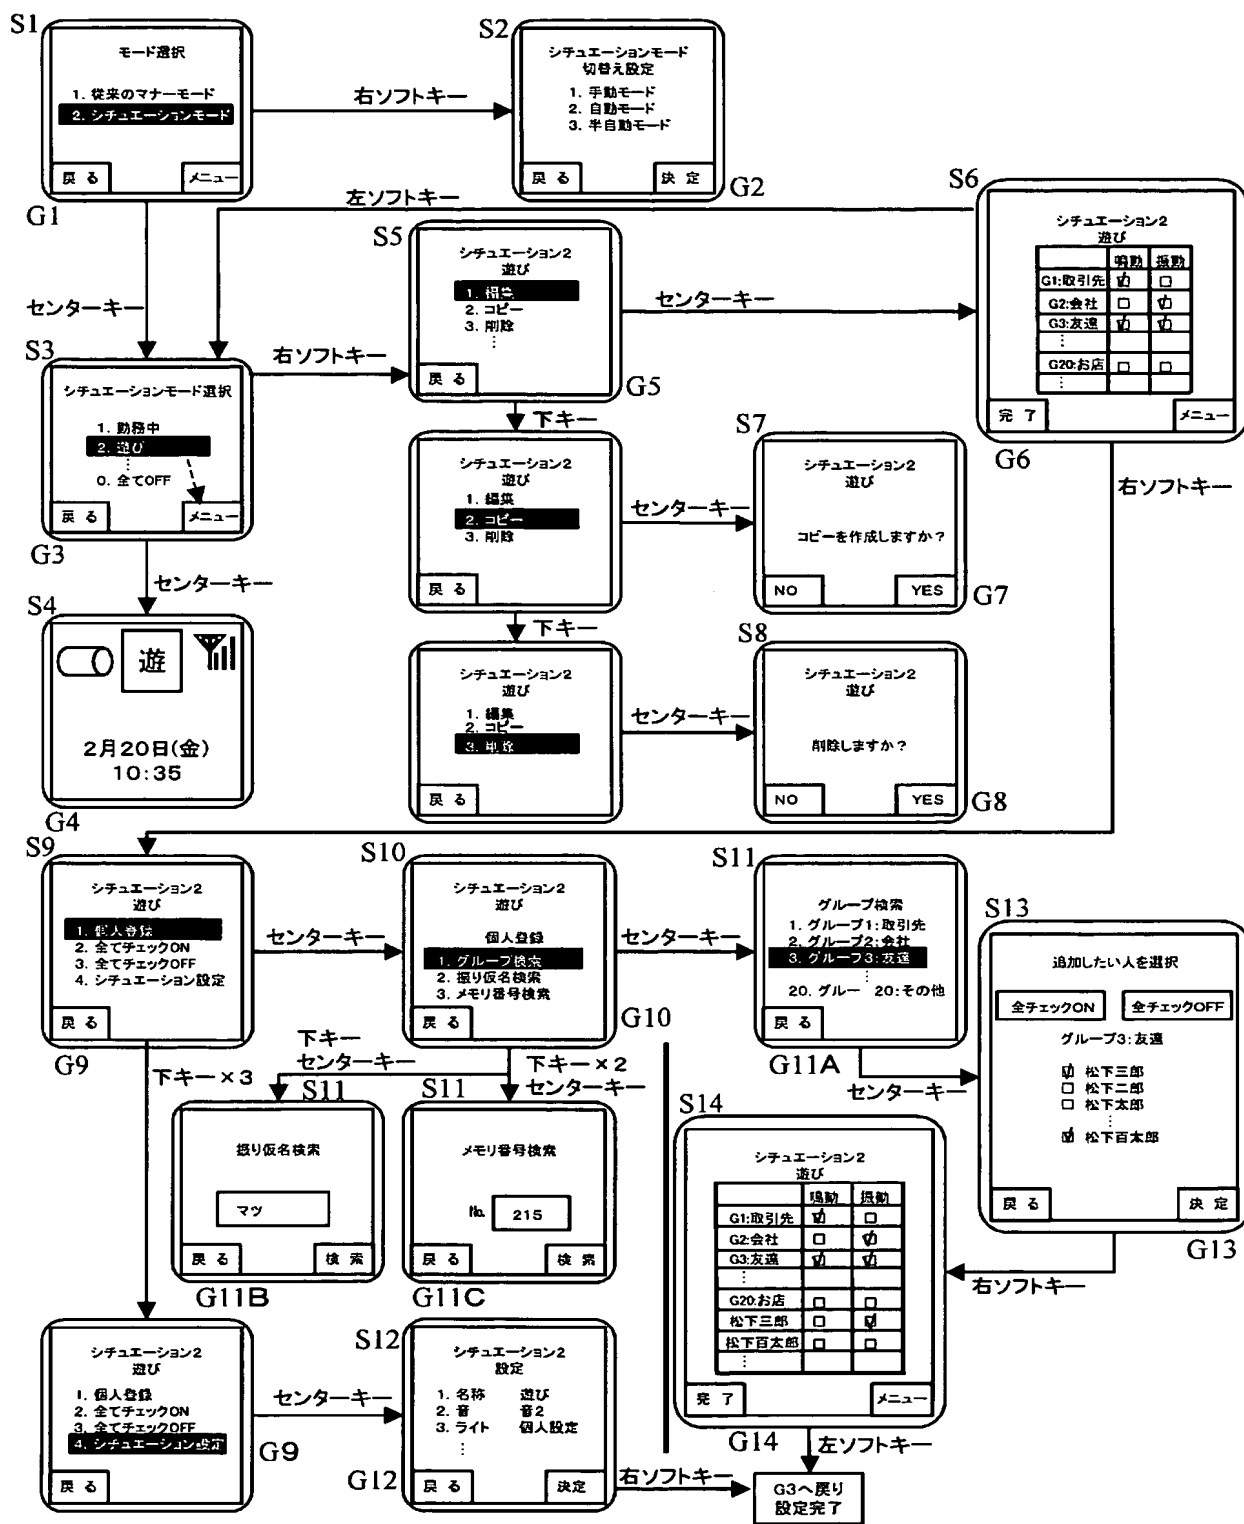 S1
モード選択
1. 従来のマナーモード
2. シチュエーションモード
戻る
メニュー
G1
右ソフトキー
S2
シチュエーションモード
切替え設定
1. 手動モード
2. 自動モード
3. 半自動モード
戻る
決定
G2
左ソフトキー
センターキー
S3
シチュエーションモード選択
1. 勤務中
2. 遊び
⋮
0. 全てOFF
戻る
メニュー
G3
右ソフトキー
センターキー
S4
遊
2月20日(金)
10:35
G4
S5
シチュエーション2
遊び
1. 編集
2. コピー
3. 削除
⋮
戻る
G5
センターキー
下キー
シチュエーション2
遊び
1. 編集
2. コピー
3. 削除
戻る
センターキー
下キー
シチュエーション2
遊び
1. 編集
2. コピー
3. 削除
戻る
センターキー
S6
シチュエーション2
遊び
鳴動 振動
G1:取引先
G2:会社
G3:友達
⋮
G20:お店
⋮
完了
メニュー
G6
右ソフトキー
S7
シチュエーション2
遊び
コピーを作成しますか?
NO
YES
G7
S8
シチュエーション2
遊び
削除しますか?
NO
YES
G8
S9
シチュエーション2
遊び
1. 個人登録
2. 全てチェックON
3. 全てチェックOFF
4. シチュエーション設定
戻る
G9
センターキー
下キー×3
S10
シチュエーション2
遊び
個人登録
1. グループ検索
2. 振り仮名検索
3. メモリ番号検索
戻る
G10
センターキー
下キー
センターキー
下キー×2
センターキー
S11
グループ検索
1. グループ1:取引先
2. グループ2:会社
3. グループ3:友達
⋮
20. グルー 20:その他
戻る
G11A
センターキー
S11
振り仮名検索
マツ
戻る
検索
G11B
S11
メモリ番号検索
No. 215
戻る
検索
G11C
S13
追加したい人を選択
全チェックON
全チェックOFF
グループ3:友達
松下三郎
松下二郎
松下太郎
⋮
松下百太郎
戻る
決定
G13
右ソフトキー
S14
シチュエーション2
遊び
鳴動 振動
G1:取引先
G2:会社
G3:友達
⋮
G20:お店
松下三郎
松下百太郎
⋮
完了
メニュー
G14
左ソフトキー
シチュエーション2
遊び
1. 個人登録
2. 全てチェックON
3. 全てチェックOFF
4. シチュエーション設定
戻る
G9
センターキー
S12
シチュエーション2
設定
1. 名称 遊び
2. 音 音2
3. ライト 個人設定
⋮
戻る
決定
G12
右ソフトキー
G3へ戻り
設定完了